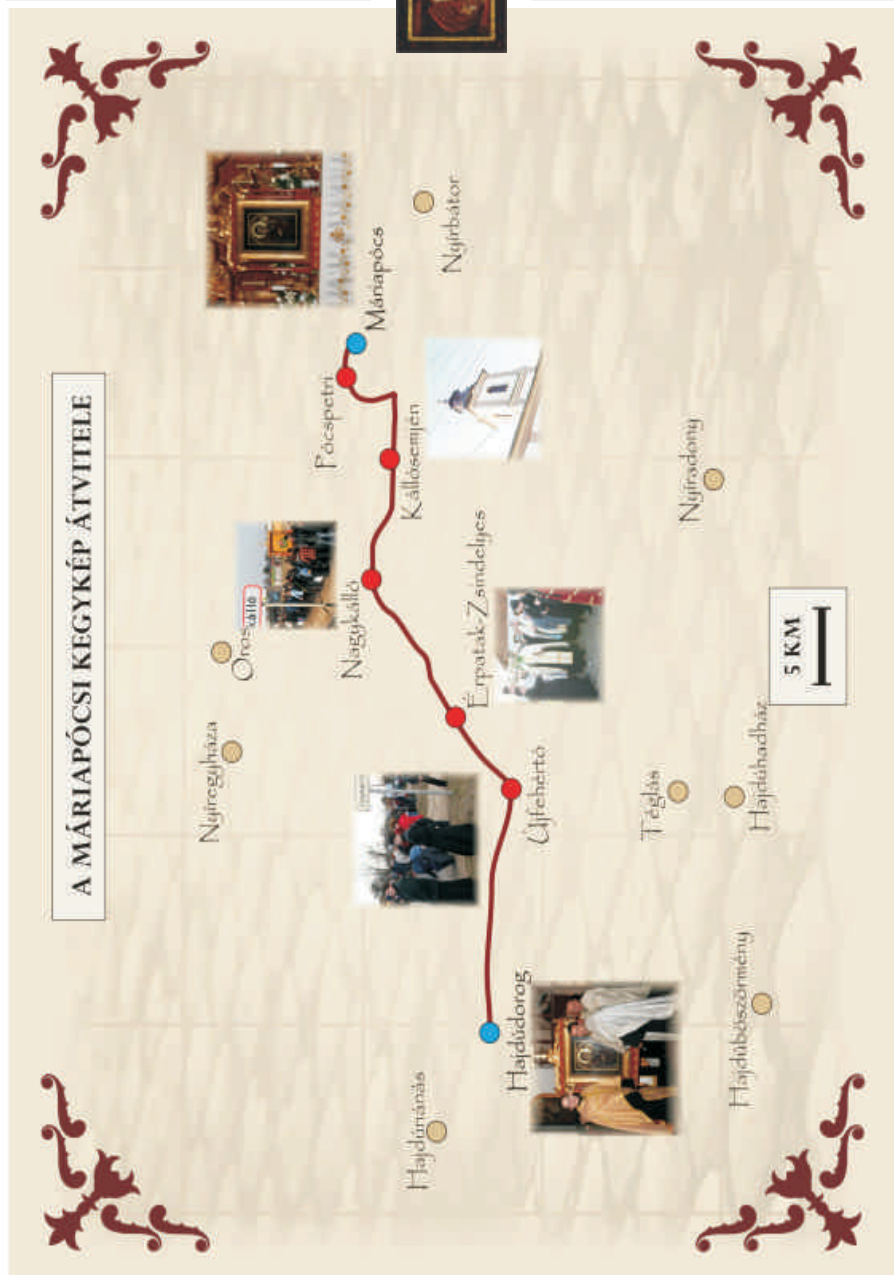 A MÁRIAPÓCSI KEGYKÉP ÁTVITELE
Nyíregyháza
Oros
kálló
Pócspetri
Máriapócs
Nagykálló
Kállósemjén
Nyírbátor
Hajdúnánás
Érpatak-Zsindelyes
Hajdúdorog
Újfehértó
Téglás
Nyíradony
Hajdúhadház
Hajdúböszörmény
5 KM